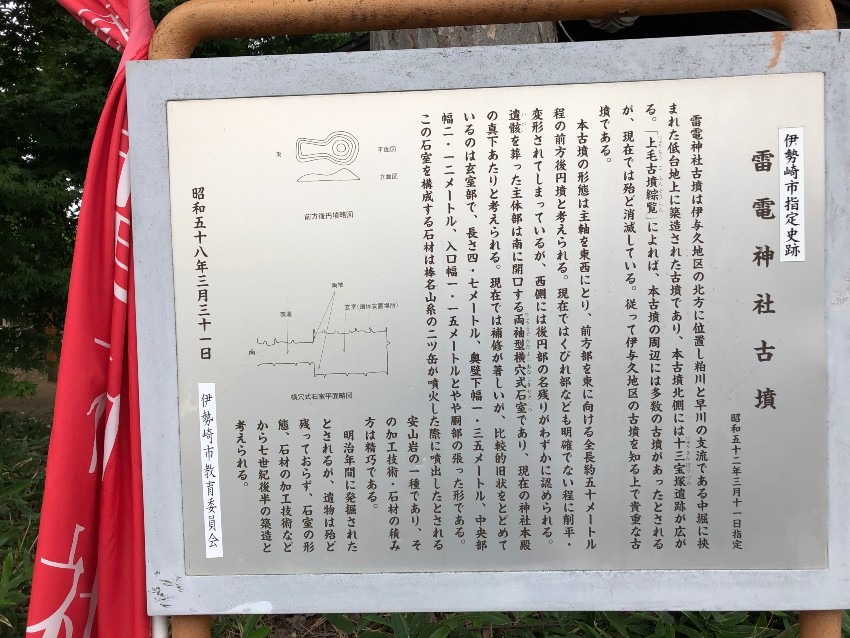 伊勢崎市指定史跡
雷電神社古墳
昭和五十二年三月十一日指定
雷電神社古墳は伊与久地区の北方に位置し粕川と早川の支流である中堀に挟
まれた低台地上に築造された古墳であり、本古墳北側には十三宝塚遺跡が広が
る。「上毛古墳綜覧」によれば、本古墳の周辺には多数の古墳があったとされる
が、現在では殆ど消滅している。従って伊与久地区の古墳を知る上で貴重な古
墳である。
本古墳の形態は主軸を東西にとり、前方部を東に向ける全長約五十メートル
程の前方後円墳と考えられる。現在ではくびれ部なども明確でない程に削平・
変形されてしまっているが、西側には後円部の名残りがわずかに認められる。
遺骸を葬った主体部は南に開口する両袖型横穴式石室であり、現在の神社本殿
の真下あたりと考えられる。現在では補修が著しいが、比較的旧状をとどめて
いるのは玄室部で、長さ四・七メートル、奥壁下幅一・三五メートル、中央部
幅二・一二メートル、入口幅一・一五メートルとやや胴部の張った形である。
この石室を構成する石材は榛名山系の二ツ岳が噴火した際に噴出したとされる
安山岩の一種であり、そ
の加工技術・石材の積み
方は精巧である。
明治年間に発掘された
とされるが、遺物は殆ど
残っておらず、石室の形
態、石材の加工技術など
から七世紀後半の築造と
考えられる。
東
平面図
立面図
前方後円墳略図
両袖
玄室(遺体安置場所)
羨道
南
横穴式石室平面略図
昭和五十八年三月三十一日
伊勢崎市教育委員会